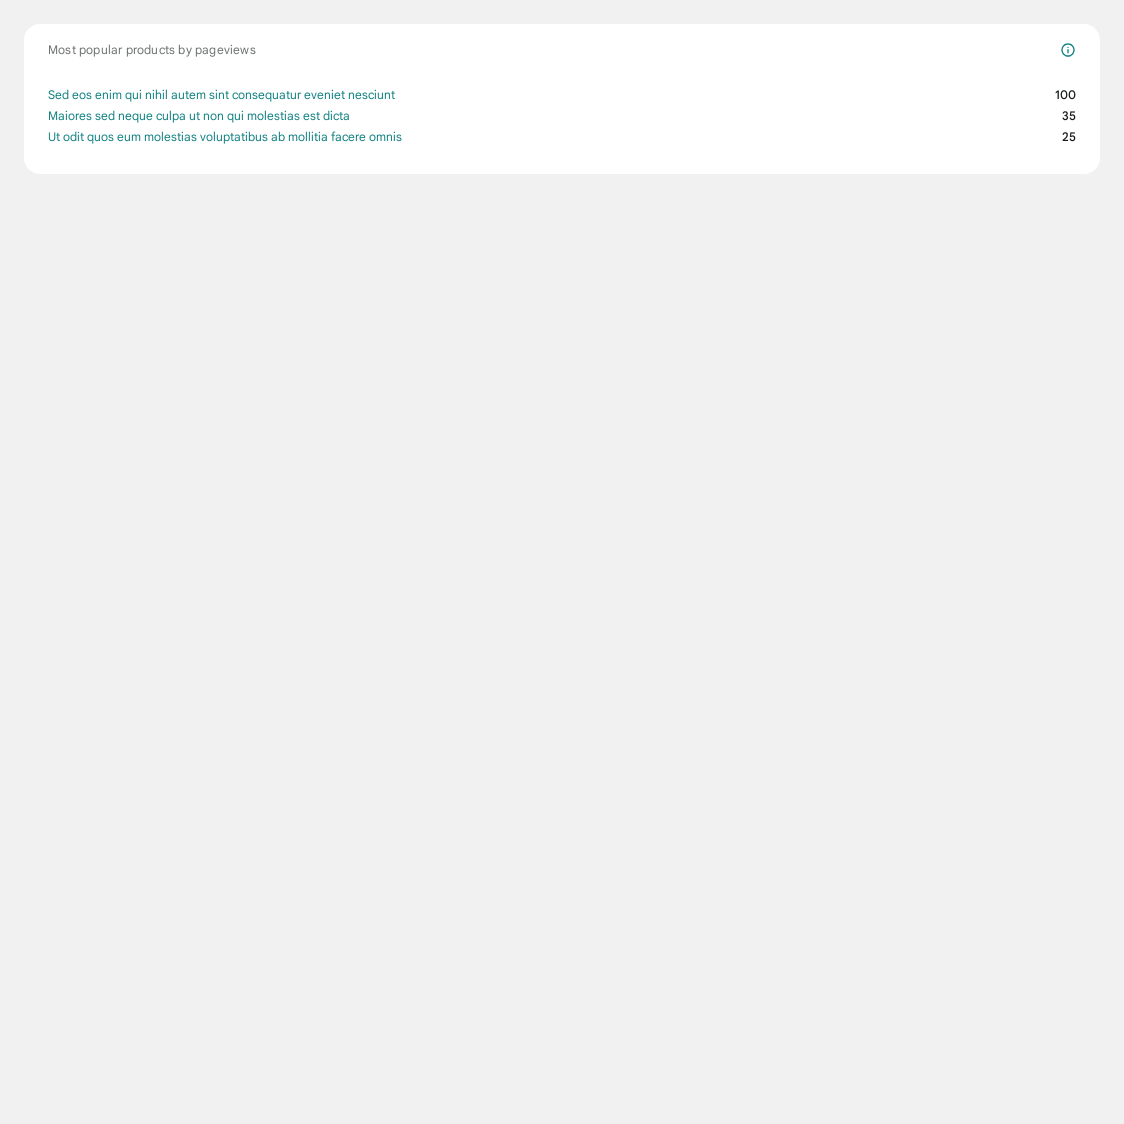 Most popular products by pageviews
Sed eos enim qui nihil autem sint consequatur eveniet nesciunt 100
Maiores sed neque culpa ut non qui molestias est dicta 35
Ut odit quos eum molestias voluptatibus ab mollitia facere omnis 25